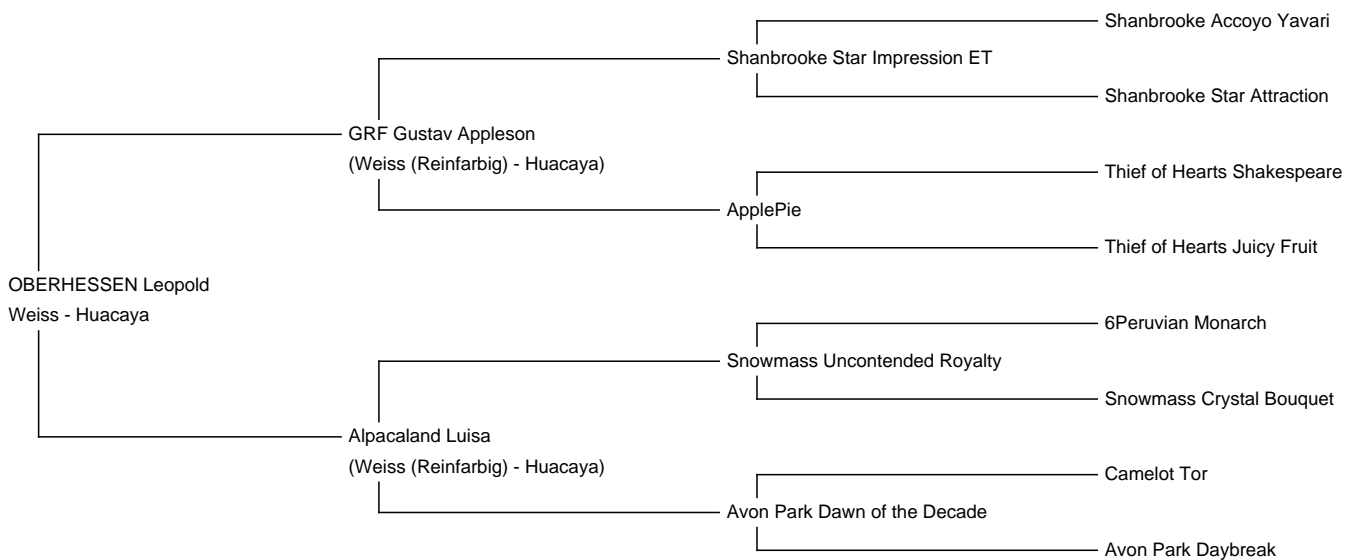 Shanbrooke Accoyo Yavari
Shanbrooke Star Impression ET
Shanbrooke Star Attraction
GRF Gustav Appleson
(Weiss (Reinfarbig) - Huacaya)
Thief of Hearts Shakespeare
ApplePie
Thief of Hearts Juicy Fruit
OBERHESSEN Leopold
Weiss - Huacaya
6Peruvian Monarch
Snowmass Uncontended Royalty
Snowmass Crystal Bouquet
Alpacaland Luisa
(Weiss (Reinfarbig) - Huacaya)
Camelot Tor
Avon Park Dawn of the Decade
Avon Park Daybreak